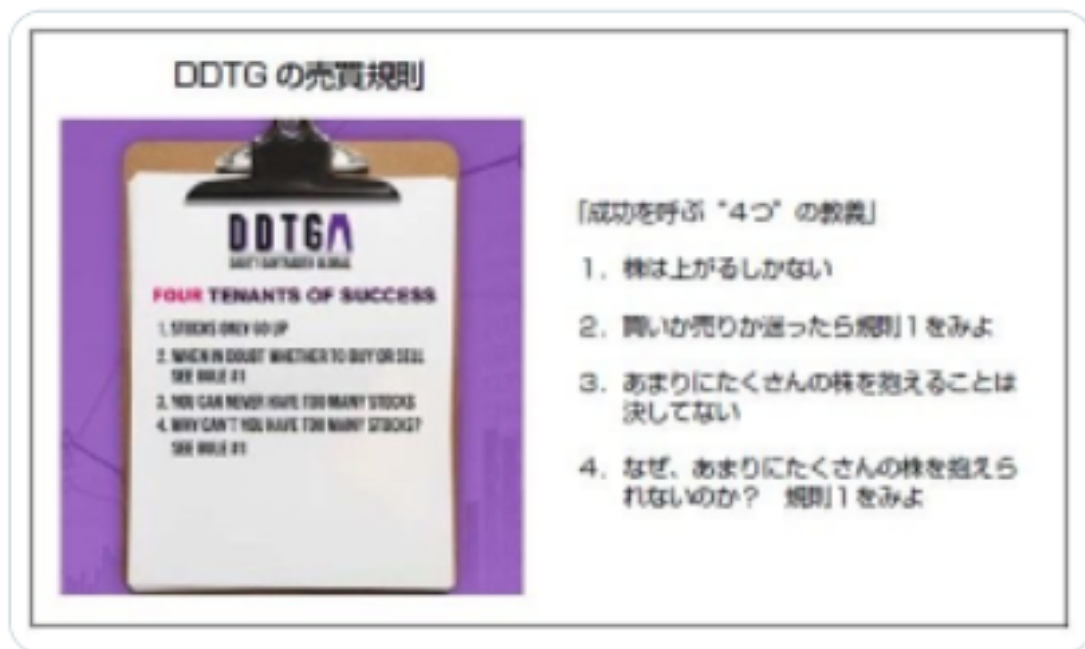 DDTG の売買規則
DDTG
FOUR TENANTS OF SUCCESS
1. STOCKS ONLY GO UP
2. WHEN IN DOUBT WHETHER TO BUY OR SELL
SEE RULE #1
3. YOU CAN NEVER HAVE TOO MANY STOCKS
4. WHY CAN'T YOU HAVE TOO MANY STOCKS?
SEE RULE #1
「成功を呼ぶ“4つ”の教義」
1. 株は上がるしかない
2. 買いか売りか迷ったら規則1をみよ
3. あまりにたくさんの株を抱えることは
決してない
4. なぜ、あまりにたくさんの株を抱えら
れないのか? 規則1をみよ